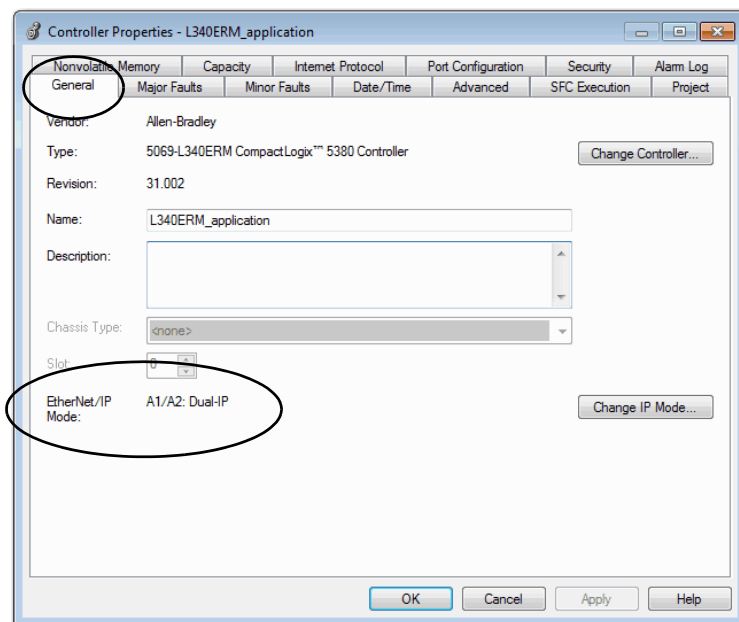 Controller Properties - L340ERM_application
Nonvolatile Memory Capacity Internet Protocol Port Configuration Security Alarm Log
General Major Faults Minor Faults Date/Time Advanced SFC Execution Project
Vendor: Allen-Bradley
Type: 5069-L340ERM CompactLogix™ 5380 Controller Change Controller...
Revision: 31.002
Name: L340ERM_application
Description:
Chassis Type: <none>
Slot: 0
EtherNet/IP A1/A2: Dual-IP Change IP Mode...
Mode:
OK Cancel Apply Help